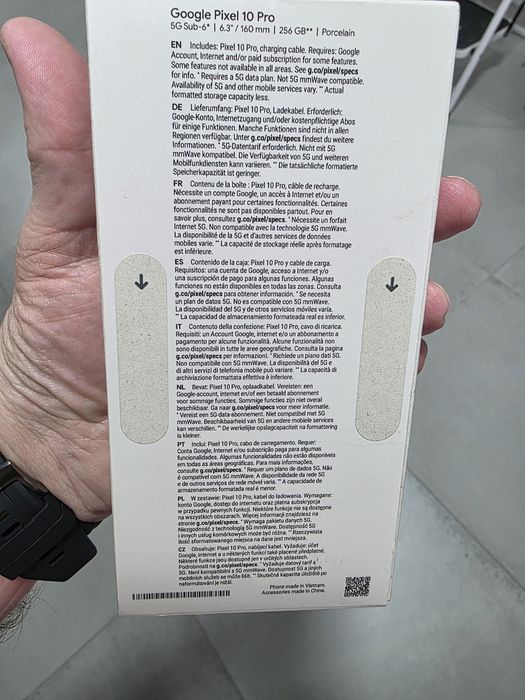 Google Pixel 10 Pro
5G Sub-6* | 6.3" / 160 mm | 256 GB** | Porcelain
EN Includes: Pixel 10 Pro, charging cable. Requires: Google
Account, Internet and/or paid subscription for some features.
Some features not available in all areas. See g.co/pixel/specs
for info. * Requires a 5G data plan. Not 5G mmWave compatible.
Availability of 5G and other mobile services vary. ** Actual
formatted storage capacity less.
DE Lieferumfang: Pixel 10 Pro, Ladekabel. Erforderlich:
Google-Konto, Internetzugang und/oder kostenpflichtige Abos
für einige Funktionen. Manche Funktionen sind nicht in allen
Regionen verfügbar. Unter g.co/pixel/specs findest du weitere
Informationen. * 5G-Datentarif erforderlich. Nicht mit 5G
mmWave kompatibel. Die Verfügbarkeit von 5G und weiteren
Mobilfunkdiensten kann variieren. ** Die tatsächliche formatierte
Speicherkapazität ist geringer.
FR Contenu de la boîte : Pixel 10 Pro, câble de recharge.
Nécessite un compte Google, un accès à Internet et/ou un
abonnement payant pour certaines fonctionnalités. Certaines
fonctionnalités ne sont pas disponibles partout. Pour en
savoir plus, consultez g.co/pixel/specs. * Nécessite un forfait
Internet 5G. Non compatible avec la technologie 5G mmWave.
La disponibilité de la 5G et d'autres services de données
mobiles varie. ** La capacité de stockage réelle après formatage
est inférieure.
ES Contenido de la caja: Pixel 10 Pro y cable de carga.
Requisitos: una cuenta de Google, acceso a Internet y/o
una suscripción de pago para algunas funciones. Algunas
funciones no están disponibles en todas las zonas. Consulta
g.co/pixel/specs para obtener información. * Se necesita
un plan de datos 5G. No es compatible con 5G mmWave.
La disponibilidad del 5G y de otros servicios móviles varía.
** La capacidad de almacenamiento formateada real es inferior.
IT Contenuto della confezione: Pixel 10 Pro, cavo di ricarica.
Requisiti: un Account Google, Internet e/o un abbonamento a
pagamento per alcune funzionalità. Alcune funzionalità non
sono disponibili in tutte le aree geografiche. Consulta la pagina
g.co/pixel/specs per informazioni. * Richiede un piano dati 5G.
Non compatibile con 5G mmWave. La disponibilità del 5G e
di altri servizi di telefonia mobile può variare. ** La capacità di
archiviazione formattata effettiva è inferiore.
NL Bevat: Pixel 10 Pro, oplaadkabel. Vereisten: een
Google-account, internet en/of een betaald abonnement
voor sommige functies. Sommige functies zijn niet overal
beschikbaar. Ga naar g.co/pixel/specs voor meer informatie.
* Vereist een 5G-data-abonnement. Niet compatibel met 5G
mmWave. Beschikbaarheid van 5G en andere mobiele services
kan verschillen. ** De werkelijke opslagcapaciteit na formattering
is kleiner.
PT Inclui: Pixel 10 Pro, cabo de carregamento. Requer:
Conta Google, Internet e/ou subscrição paga para algumas
funcionalidades. Algumas funcionalidades não estão disponíveis
em todas as áreas geográficas. Para mais informações,
consulte g.co/pixel/specs. * Requer um plano de dados 5G. Não
é compatível com 5G mmWave. A disponibilidade da rede 5G
e de outros serviços de rede móvel varia. ** A capacidade de
armazenamento formatada real é menor.
PL W zestawie: Pixel 10 Pro, kabel do ładowania. Wymagane:
konto Google, dostęp do internetu oraz płatna subskrypcja
w przypadku pewnych funkcji. Niektóre funkcje nie są dostępne
na wszystkich obszarach. Więcej informacji znajdziesz na
stronie g.co/pixel/specs. * Wymaga pakietu danych 5G.
Niezgodność z technologią 5G mmWave. Dostępność 5G
i innych usług komórkowych może być różna. ** Rzeczywista
ilość sformatowanego miejsca na dane jest mniejsza.
CZ Obsahuje: Pixel 10 Pro, nabíjecí kabel. Vyžaduje: účet
Google, internet a u některých funkcí také placené předplatné.
Některé funkce jsou dostupné jen v určitých oblastech.
Podrobnosti na g.co/pixel/specs. * Vyžaduje datový tarif s
5G. Není kompatibilní s 5G mmWave. Dostupnost 5G a jiných
mobilních služeb se může lišit. ** Skutečná kapacita úložiště po
naformátování je nižší.
Phone made in Vietnam.
Accessories made in China.